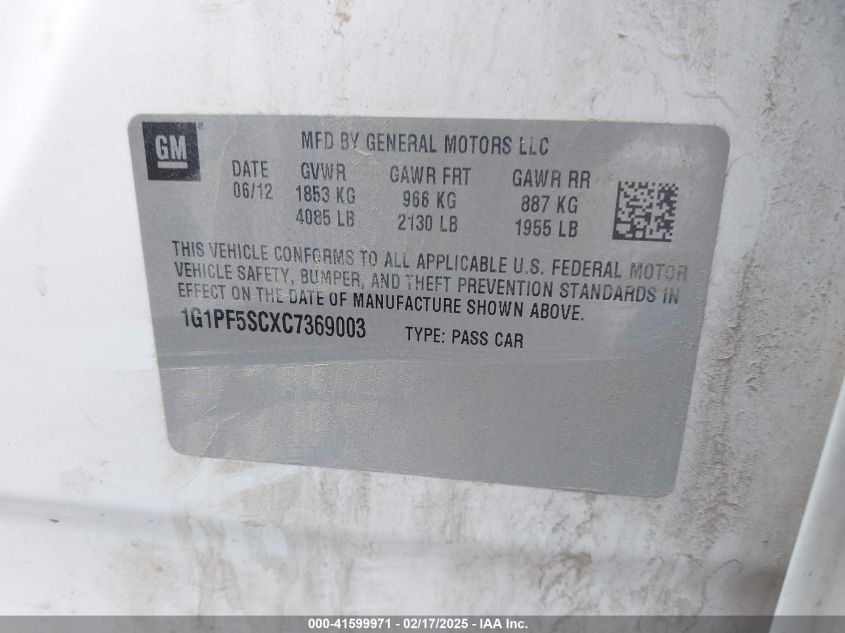 GM
MFD BY GENERAL MOTORS LLC
DATE GVWR GAWR FRT GAWR RR
06/12 1853 KG 966 KG 887 KG
4085 LB 2130 LB 1955 LB
THIS VEHICLE CONFORMS TO ALL APPLICABLE U.S. FEDERAL MOTOR
VEHICLE SAFETY, BUMPER, AND THEFT PREVENTION STANDARDS IN
EFFECT ON THE DATE OF MANUFACTURE SHOWN ABOVE.
1G1PF5SCXC7369003 TYPE: PASS CAR
000-41599971 - 02/17/2025 - IAA Inc.